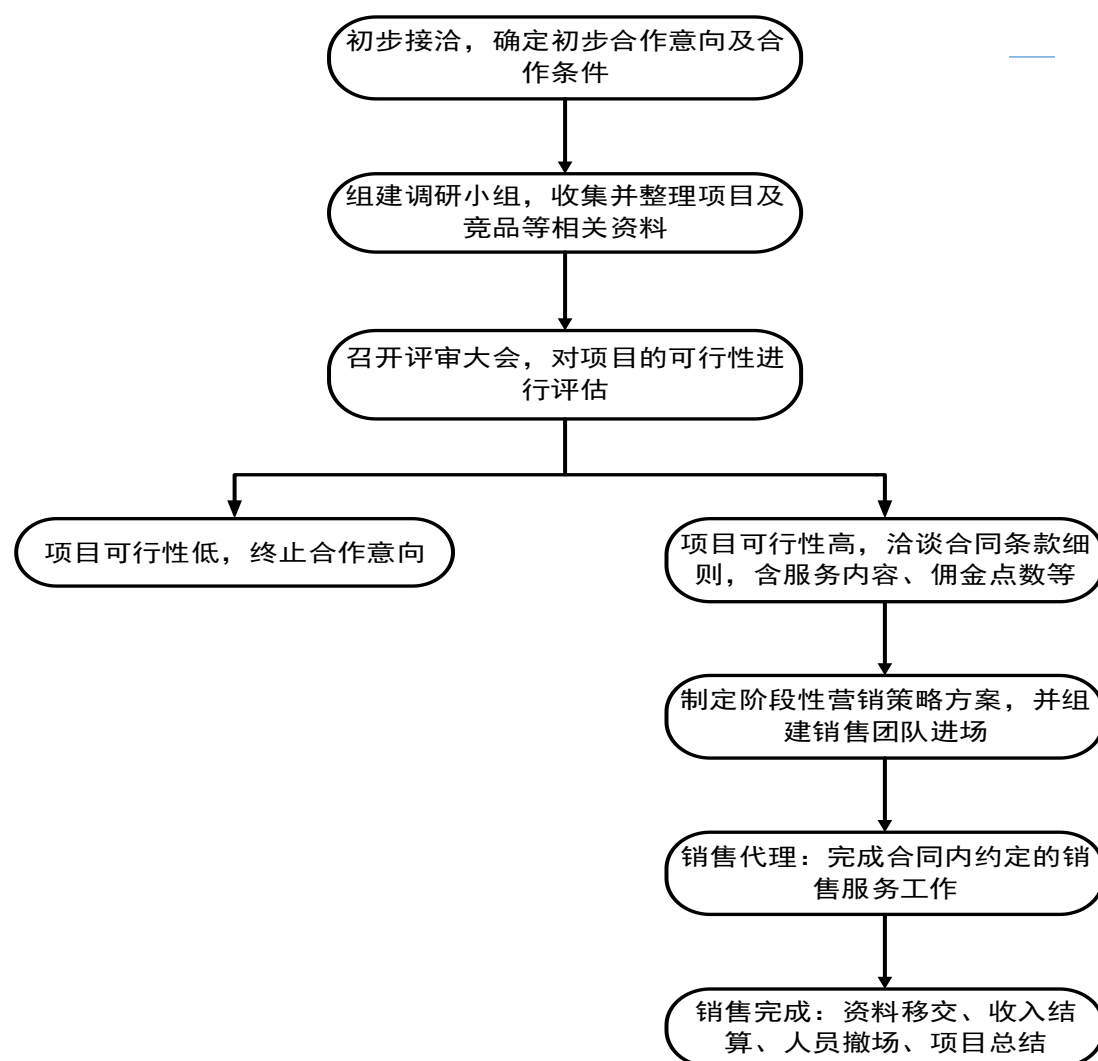 初步接洽，确定初步合作意向及合
作条件
组建调研小组，收集并整理项目及
竞品等相关资料
召开评审大会，对项目的可行性进
行评估
项目可行性低，终止合作意向
项目可行性高，洽谈合同条款细
则，含服务内容、佣金点数等
制定阶段性营销策略方案，并组
建销售团队进场
销售代理：完成合同内约定的销
售服务工作
销售完成：资料移交、收入结
算、人员撤场、项目总结